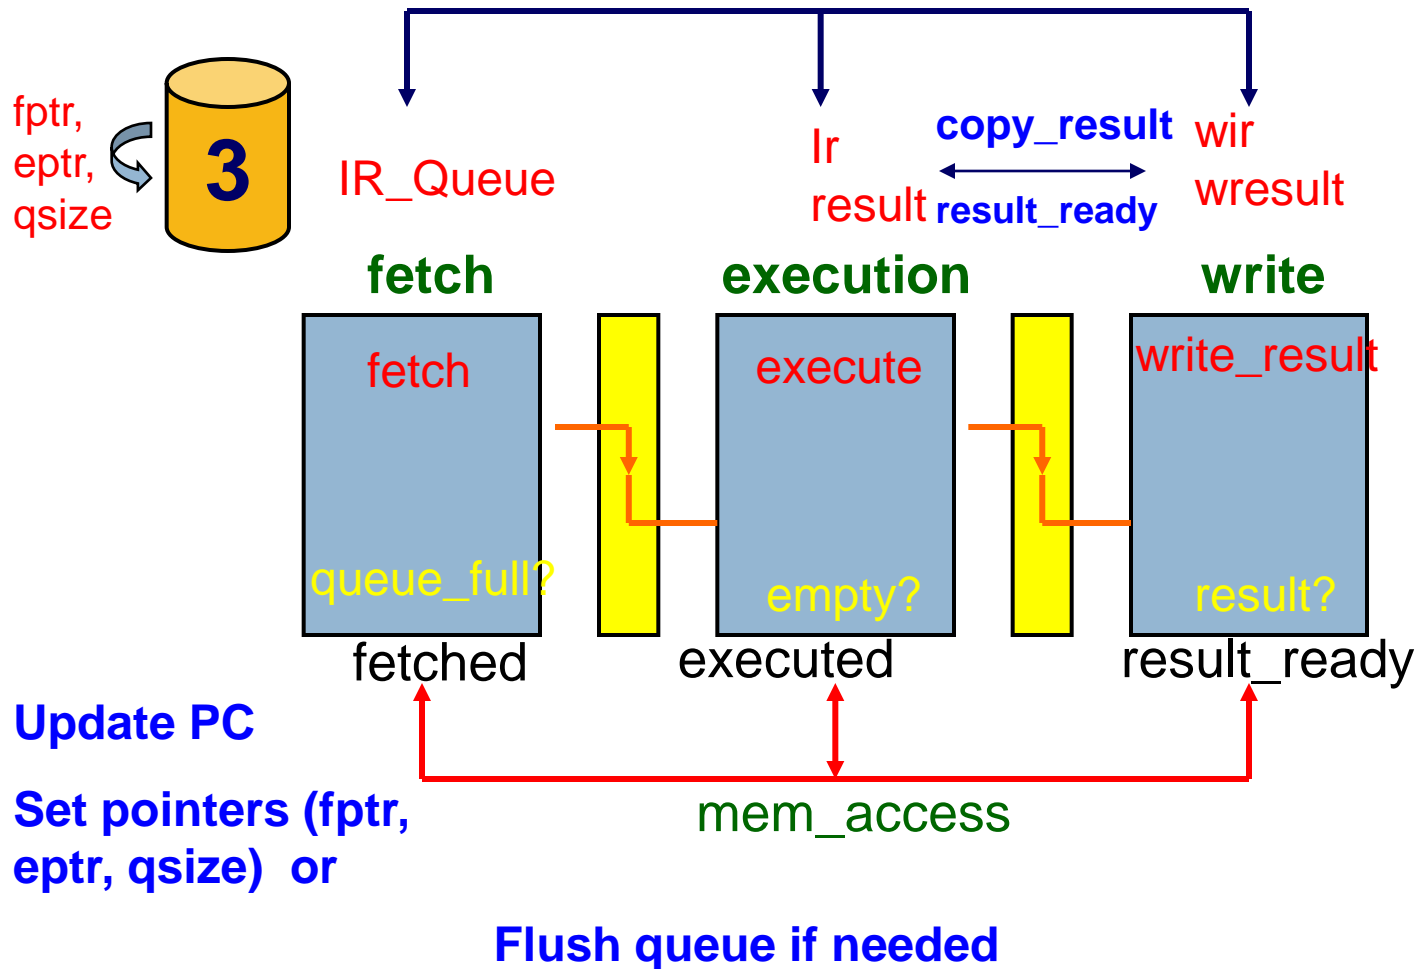 fptr,
eptr,
qsize
3
IR_Queue
Ir
result
copy_result
result_ready
wir
wresult
fetch
execution
write
fetch
execute
write_result
queue_full?
empty?
result?
fetched
executed
result_ready
Update PC
mem_access
Set pointers (fptr,
eptr, qsize) or
Flush queue if needed